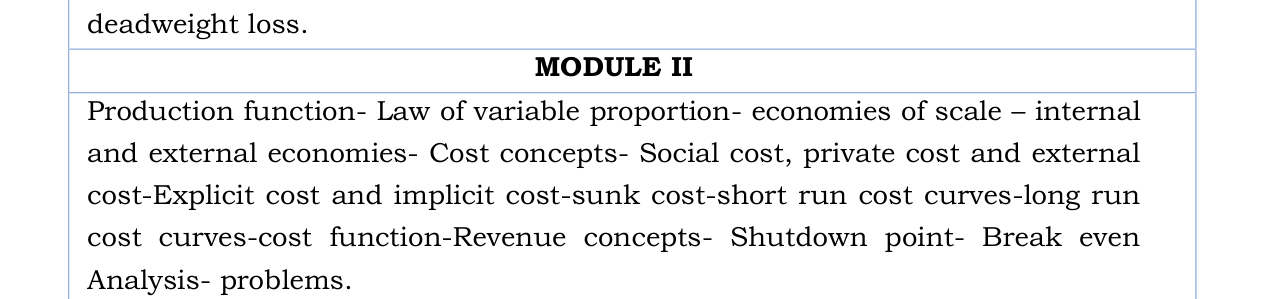 deadweight loss.
MODULE II
Production function- Law of variable proportion- economies of scale – internal
and external economies- Cost concepts- Social cost, private cost and external
cost-Explicit cost and implicit cost-sunk cost-short run cost curves-long run
cost curves-cost function-Revenue concepts- Shutdown point- Break even
Analysis- problems.